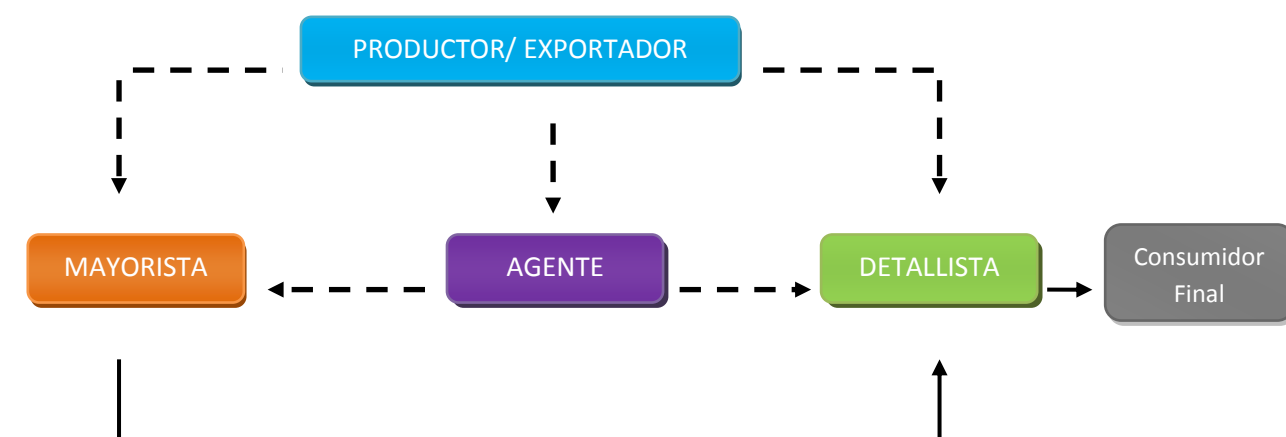 PRODUCTOR/ EXPORTADOR
MAYORISTA
AGENTE
DETALLISTA
Consumidor
Final